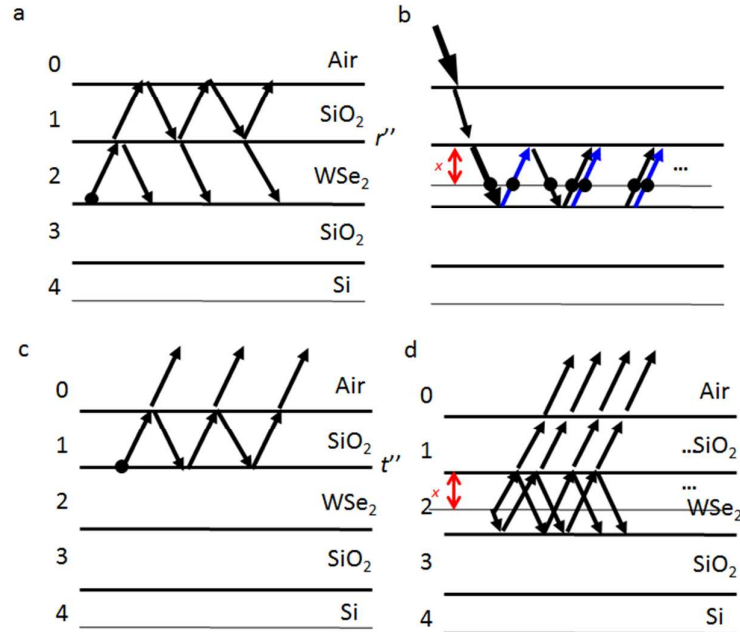 a
0 Air
1 SiO₂
r''
2 WSe₂
3 SiO₂
4 Si
b
x
...
c
0 Air
1 SiO₂
t''
2 WSe₂
3 SiO₂
4 Si
d
0 Air
1 ...SiO₂
x
...
2 WSe₂
3 SiO₂
4 Si